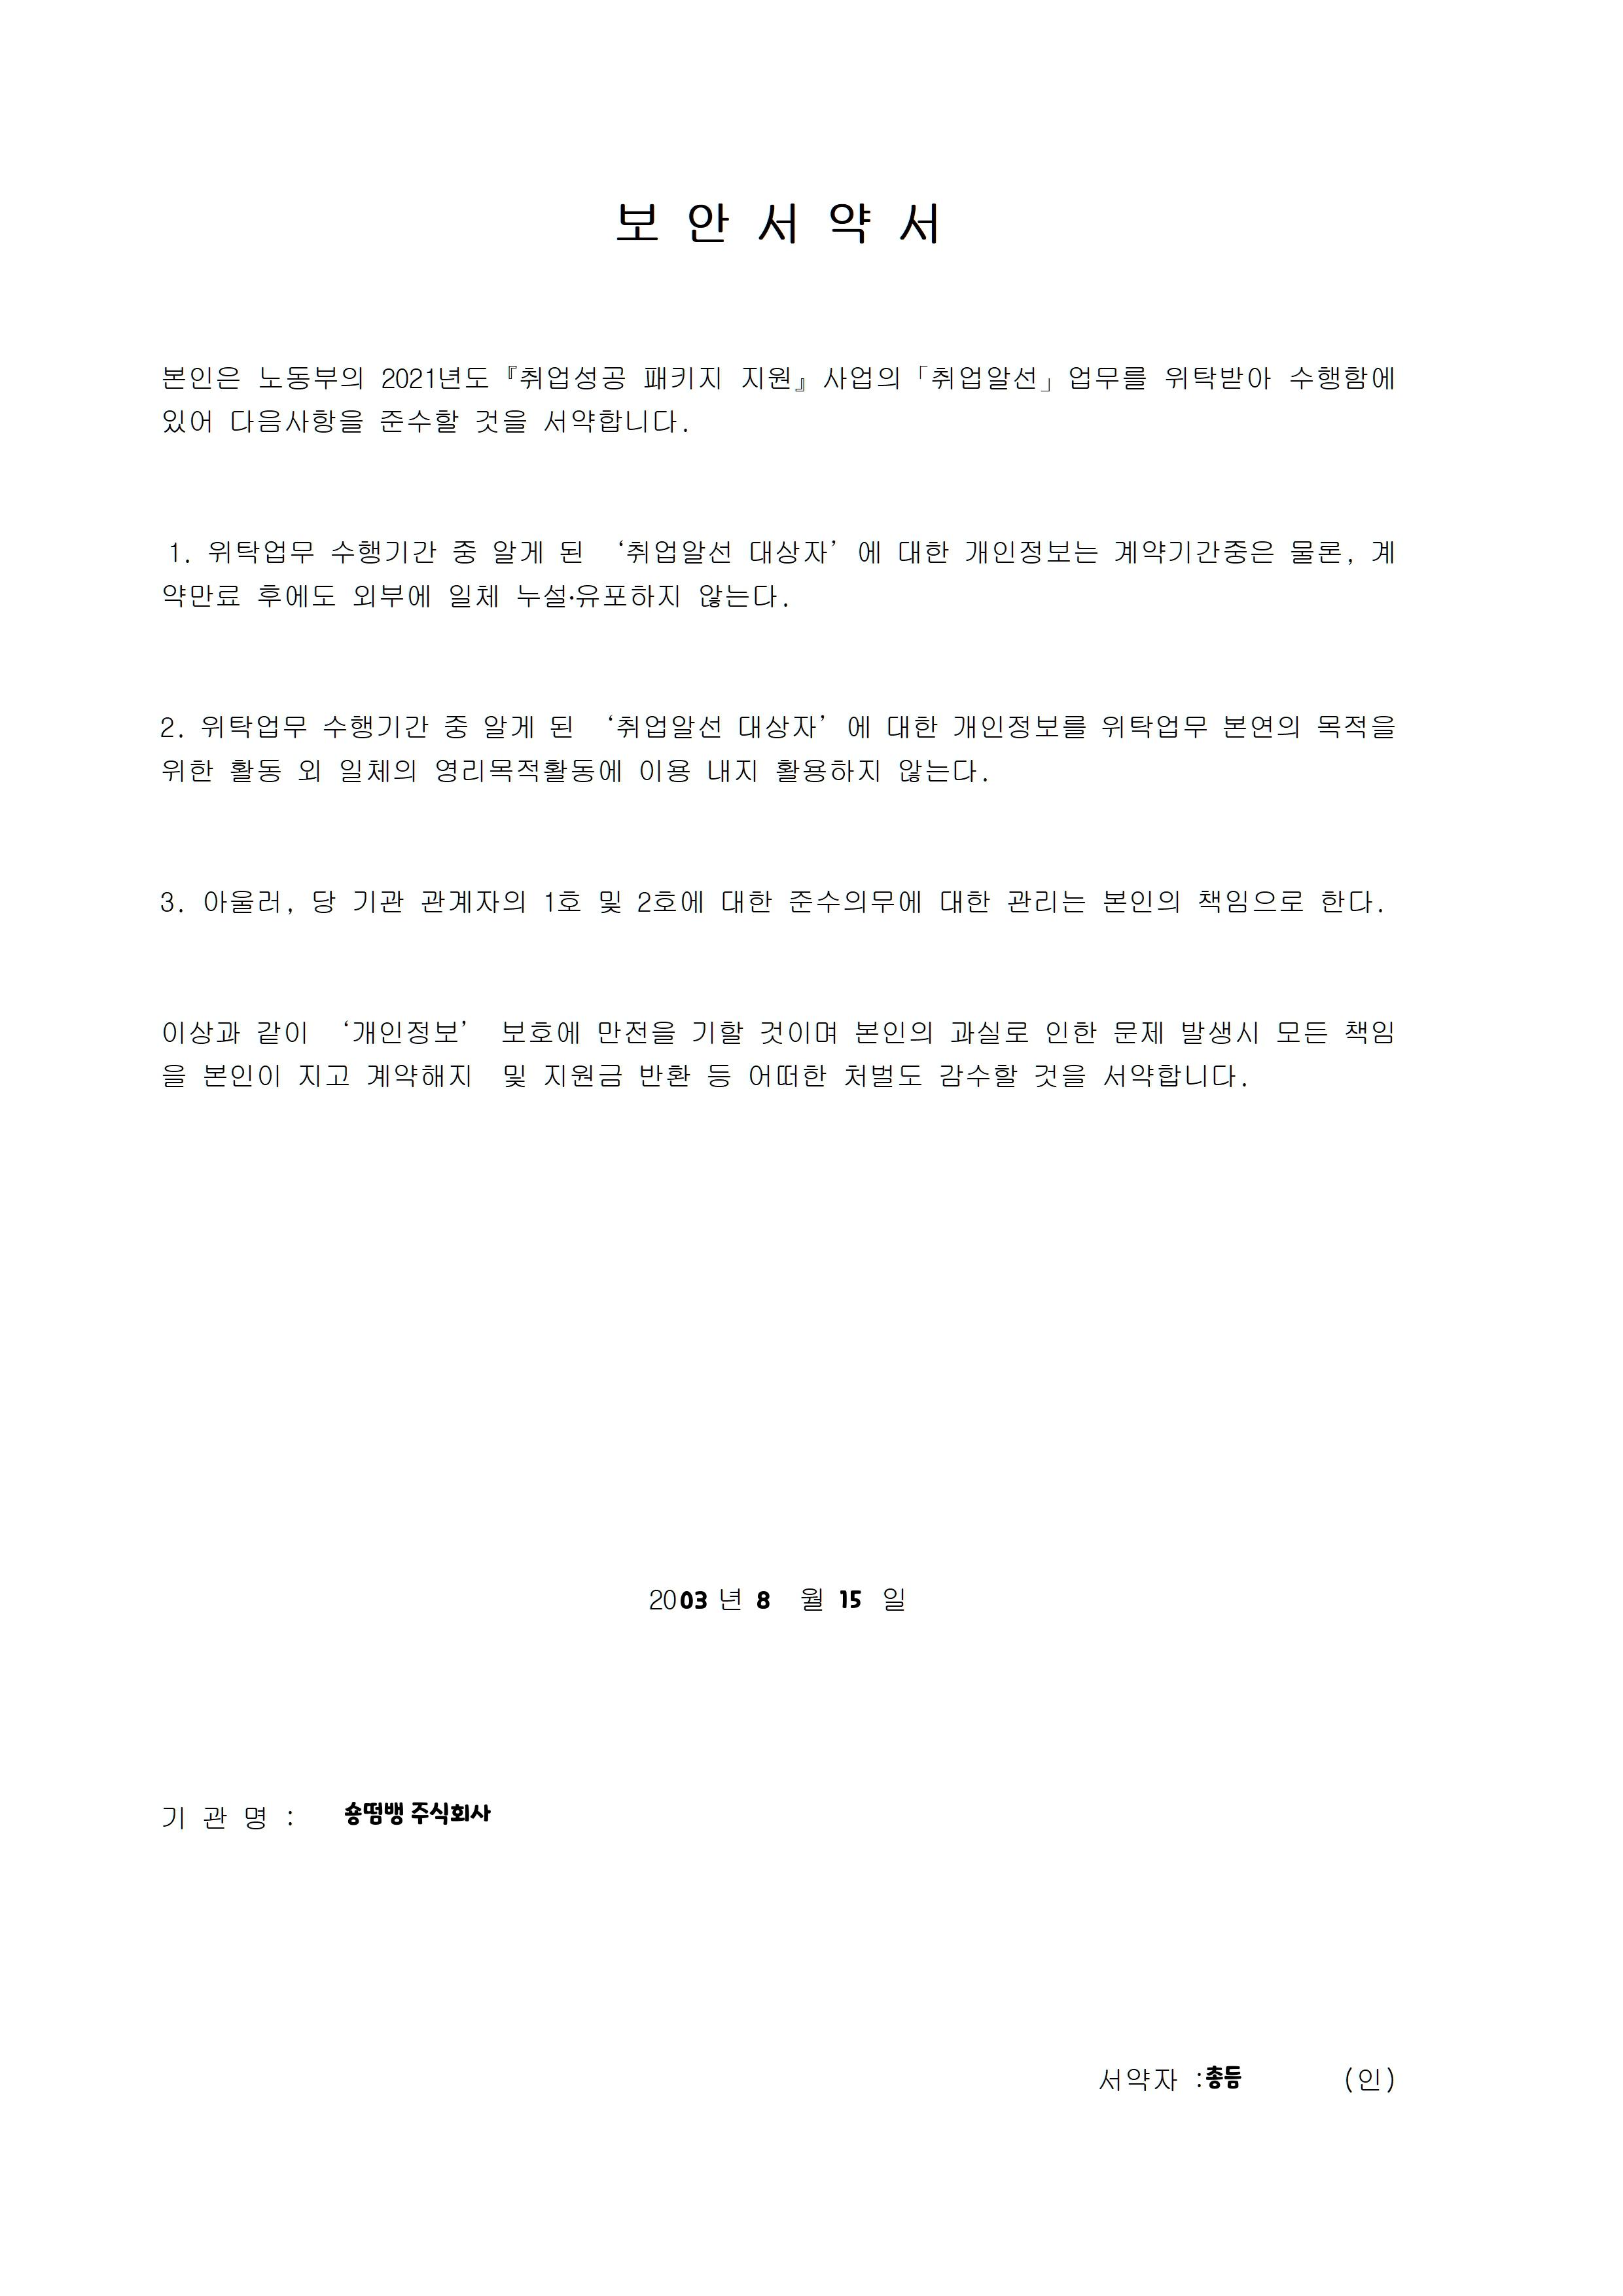 보 안 서 약 서
본인은 노동부의 2021년도『취업성공 패키지 지원』사업의「취업알선」업무를 위탁받아 수행함에
있어 다음사항을 준수할 것을 서약합니다.
1. 위탁업무 수행기간 중 알게 된 ‘취업알선 대상자’에 대한 개인정보는 계약기간중은 물론, 계
약만료 후에도 외부에 일체 누설·유포하지 않는다.
2. 위탁업무 수행기간 중 알게 된 ‘취업알선 대상자’에 대한 개인정보를 위탁업무 본연의 목적을
위한 활동 외 일체의 영리목적활동에 이용 내지 활용하지 않는다.
3. 아울러, 당 기관 관계자의 1호 및 2호에 대한 준수의무에 대한 관리는 본인의 책임으로 한다.
이상과 같이 ‘개인정보’ 보호에 만전을 기할 것이며 본인의 과실로 인한 문제 발생시 모든 책임
을 본인이 지고 계약해지 및 지원금 반환 등 어떠한 처벌도 감수할 것을 서약합니다.
2003 년 8 월 15 일
기 관 명 : 숑떰뱅 주식회사
서약자 :총듬 (인)